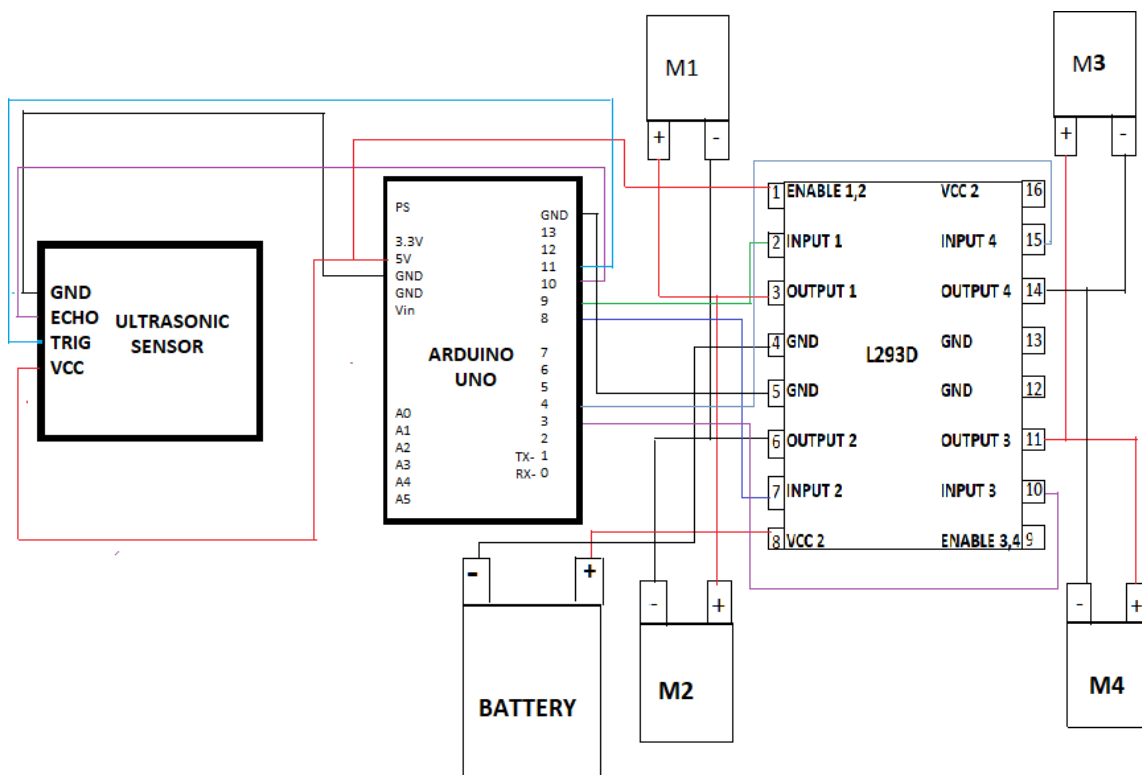 M1
+ -
M3
+ -
GND
ECHO
TRIG
VCC
ULTRASONIC
SENSOR
PS
3.3V
5V
GND
GND
Vin
A0
A1
A2
A3
A4
A5
ARDUINO
UNO
GND
13
12
11
10
9
8
7
6
5
4
3
2
TX- 1
RX- 0
1 ENABLE 1,2
2 INPUT 1
3 OUTPUT 1
4 GND
5 GND
6 OUTPUT 2
7 INPUT 2
8 VCC 2
L293D
VCC 2 16
INPUT 4 15
OUTPUT 4 14
GND 13
GND 12
OUTPUT 3 11
INPUT 3 10
ENABLE 3,4 9
- +
BATTERY
- +
M2
- +
M4